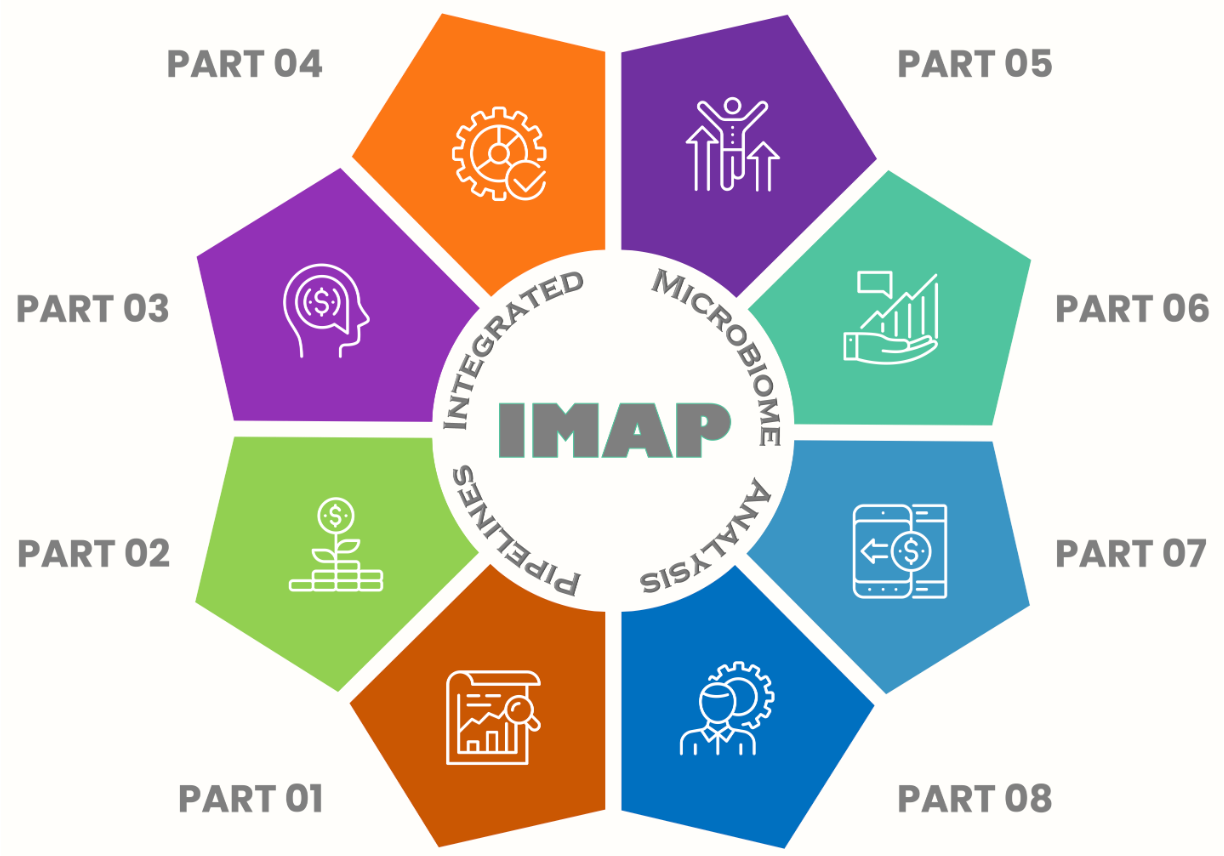 PART 04
PART 05
PART 03
PART 06
INTEGRATED
MICROBIOME
IMAP
ANALYSIS
PIPELINES
PART 02
PART 07
PART 01
PART 08
$
$
$